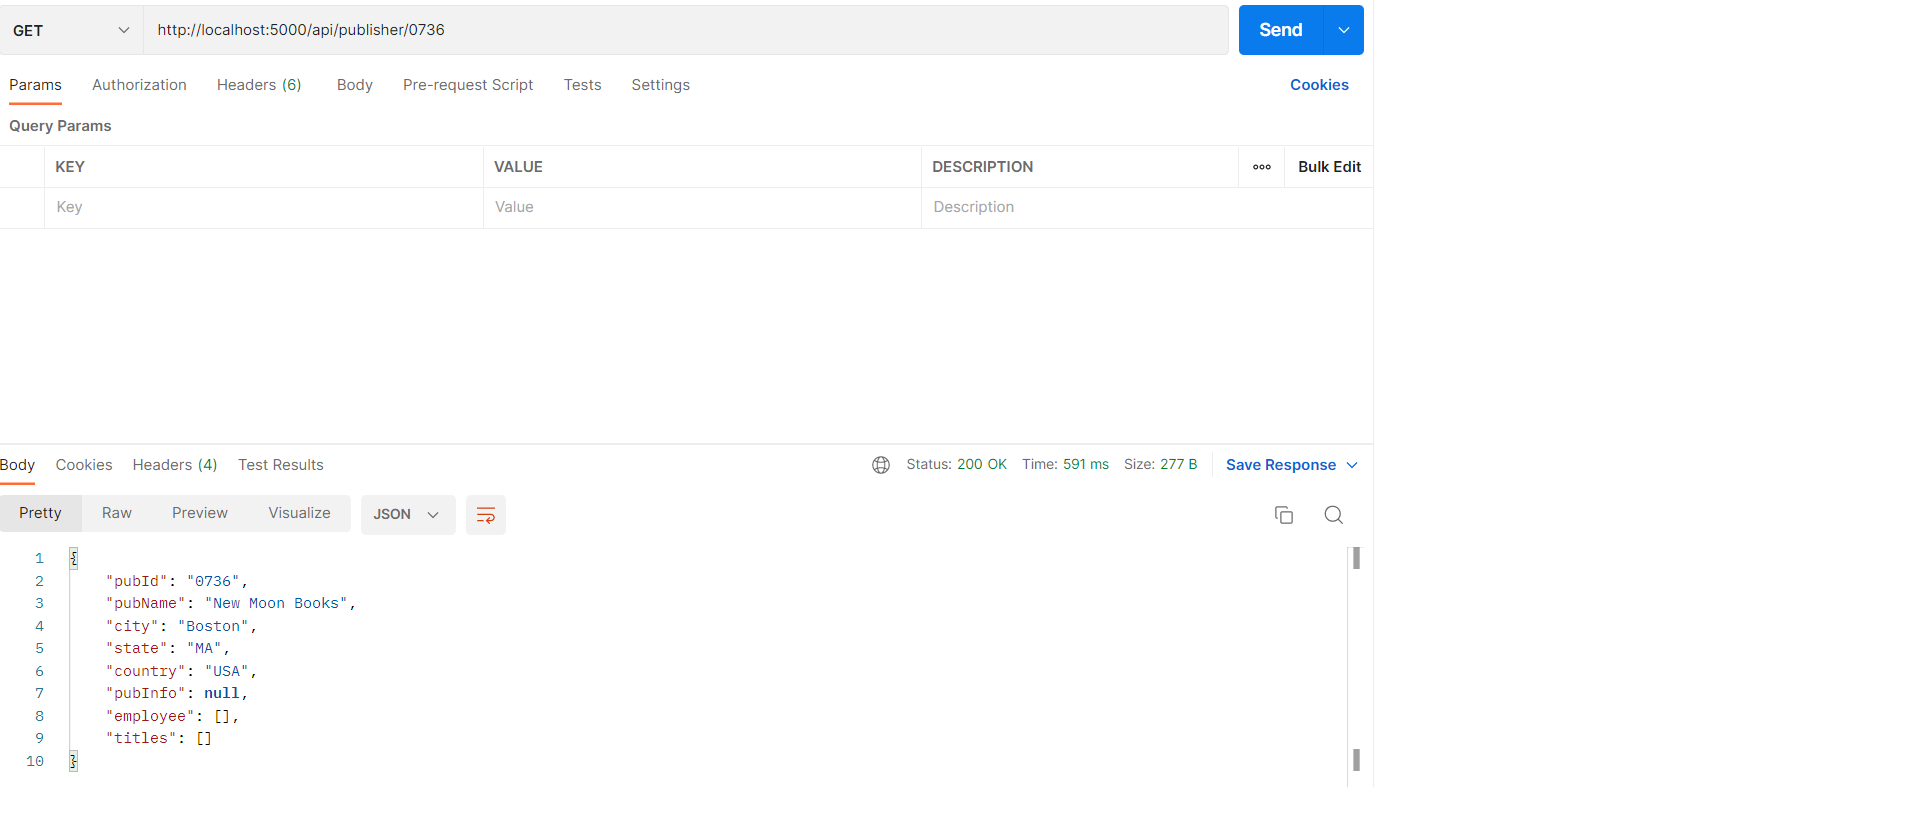 GET http://localhost:5000/api/publisher/0736 Send
Params Authorization Headers (6) Body Pre-request Script Tests Settings Cookies
Query Params
KEY VALUE DESCRIPTION ooo Bulk Edit
Key Value Description
Body Cookies Headers (4) Test Results Status: 200 OK Time: 591 ms Size: 277 B Save Response
Pretty Raw Preview Visualize JSON
1 {
2 "pubId": "0736",
3 "pubName": "New Moon Books",
4 "city": "Boston",
5 "state": "MA",
6 "country": "USA",
7 "pubInfo": null,
8 "employee": [],
9 "titles": []
10 }